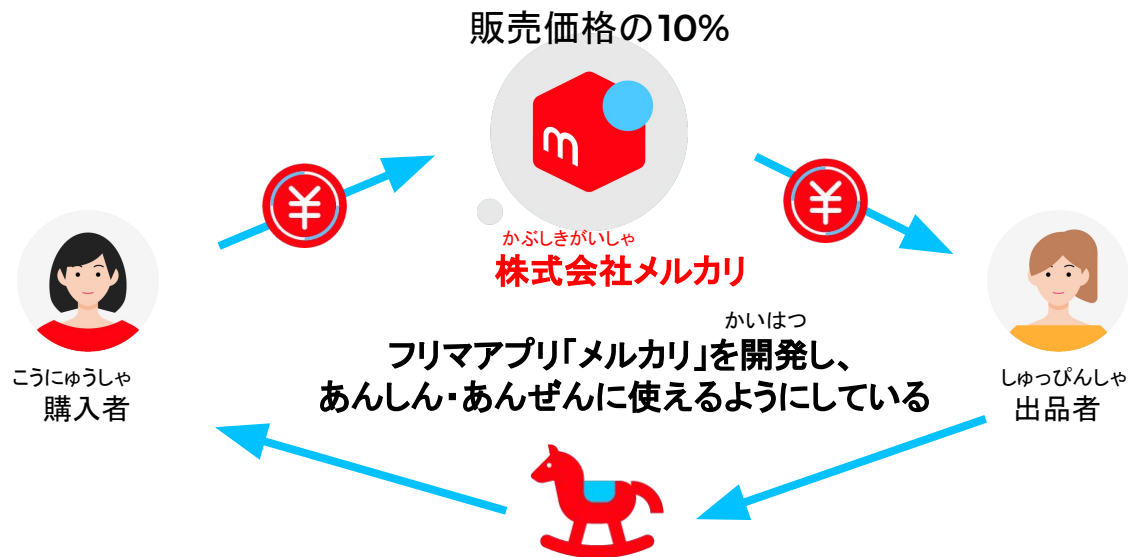 販売価格の10%
m
かぶしきがいしゃ
株式会社メルカリ
かいはつ
フリマアプリ「メルカリ」を開発し、
あんしん・あんぜんに使えるようにしている
こうにゅうしゃ
購入者
しゅっぴんしゃ
出品者
¥
¥